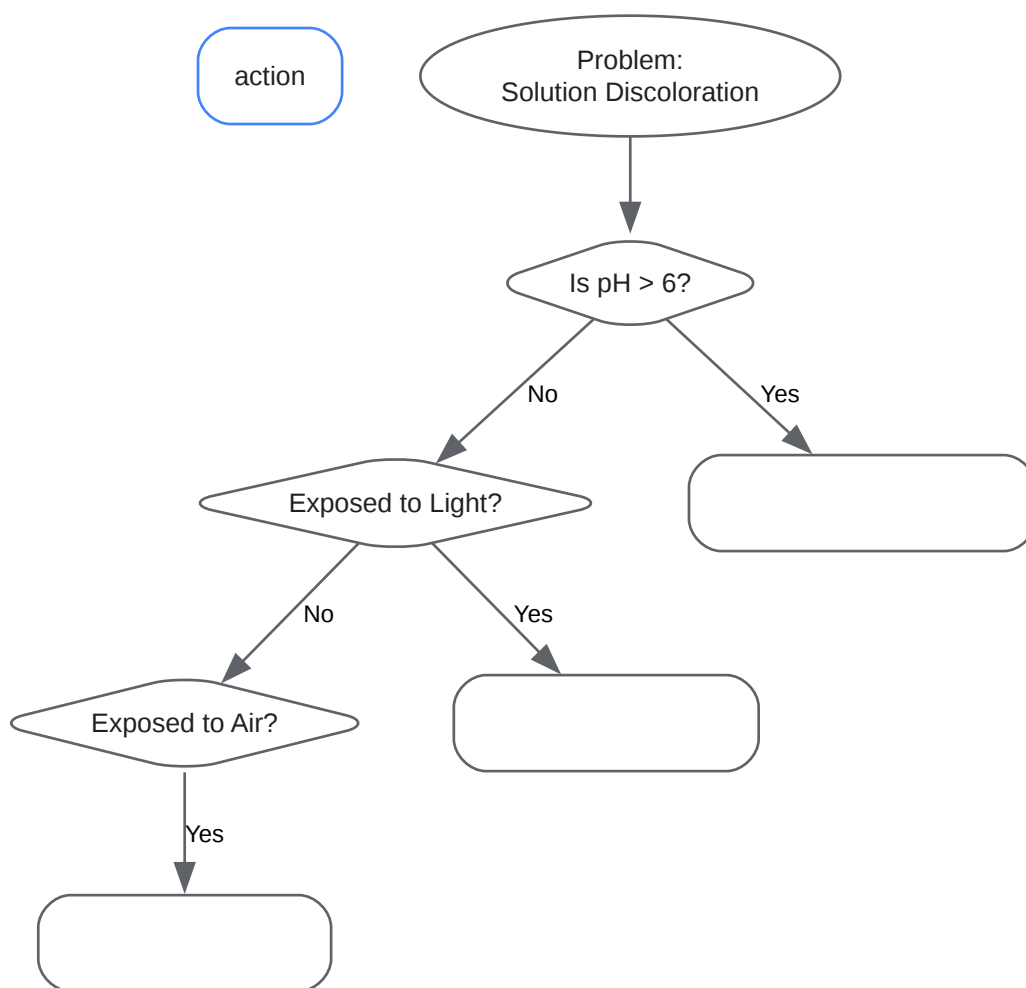 action
Problem:
Solution Discoloration
Is pH > 6?
No
Yes
Exposed to Light?
No
Yes
Exposed to Air?
Yes